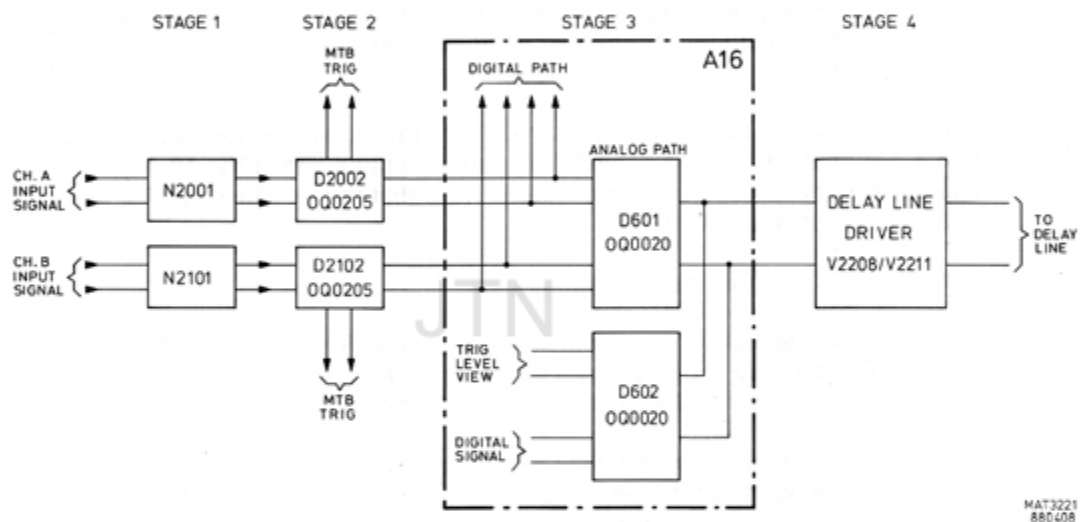 STAGE 1
STAGE 2
STAGE 3
STAGE 4
MTB
TRIG
DIGITAL PATH
A16
CH. A
INPUT
SIGNAL
N2001
D2002
OQ0205
ANALOG PATH
D601
OQ0020
DELAY LINE
DRIVER
V2208/V2211
TO
DELAY
LINE
CH. B
INPUT
SIGNAL
N2101
D2102
OQ0205
JTN
MTB
TRIG
TRIG
LEVEL
VIEW
D602
OQ0020
DIGITAL
SIGNAL
MAT3221
880408